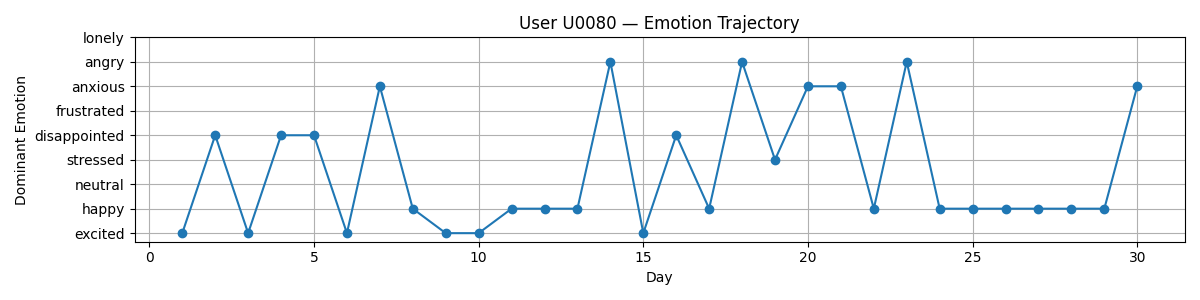 User U0080 — Emotion Trajectory
Dominant Emotion
lonely
angry
anxious
frustrated
disappointed
stressed
neutral
happy
excited
0 5 10 15 20 25 30
Day